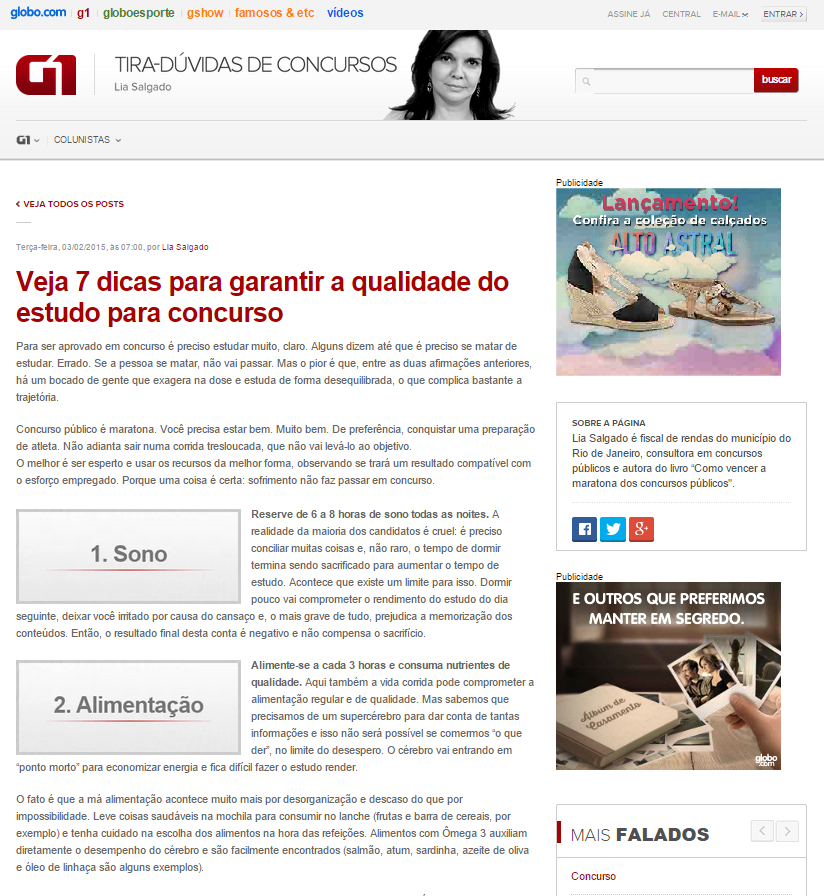 globo.com g1 globoesporte gshow famosos & etc vídeos
ASSINE JÁ CENTRAL E-MAIL ENTRAR
G1
TIRA-DÚVIDAS DE CONCURSOS
Lia Salgado
buscar
G1 COLUNISTAS
VEJA TODOS OS POSTS
Terça-feira, 03/02/2015, às 07:00, por Lia Salgado
Veja 7 dicas para garantir a qualidade do
estudo para concurso
Para ser aprovado em concurso é preciso estudar muito, claro. Alguns dizem até que é preciso se matar de
estudar. Errado. Se a pessoa se matar, não vai passar. Mas o pior é que, entre as duas afirmações anteriores,
há um bocado de gente que exagera na dose e estuda de forma desequilibrada, o que complica bastante a
trajetória.
Concurso público é maratona. Você precisa estar bem. Muito bem. De preferência, conquistar uma preparação
de atleta. Não adianta sair numa corrida tresloucada, que não vai levá-lo ao objetivo.
O melhor é ser esperto e usar os recursos da melhor forma, observando se trará um resultado compatível com
o esforço empregado. Porque uma coisa é certa: sofrimento não faz passar em concurso.
1. Sono
Reserve de 6 a 8 horas de sono todas as noites. A
realidade da maioria dos candidatos é cruel: é preciso
conciliar muitas coisas e, não raro, o tempo de dormir
termina sendo sacrificado para aumentar o tempo de
estudo. Acontece que existe um limite para isso. Dormir
pouco vai comprometer o rendimento do estudo do dia
seguinte, deixar você irritado por causa do cansaço e, o mais grave de tudo, prejudica a memorização dos
conteúdos. Então, o resultado final desta conta é negativo e não compensa o sacrifício.
2. Alimentação
Alimente-se a cada 3 horas e consuma nutrientes de
qualidade. Aqui também a vida corrida pode comprometer a
alimentação regular e de qualidade. Mas sabemos que
precisamos de um supercérebro para dar conta de tantas
informações e isso não será possível se comermos “o que
der”, no limite do desespero. O cérebro vai entrando em
“ponto morto” para economizar energia e fica difícil fazer o estudo render.
O fato é que a má alimentação acontece muito mais por desorganização e descaso do que por
impossibilidade. Leve coisas saudáveis na mochila para consumir no lanche (frutas e barra de cereais, por
exemplo) e tenha cuidado na escolha dos alimentos na hora das refeições. Alimentos com Ômega 3 auxiliam
diretamente o desempenho do cérebro e são facilmente encontrados (salmão, atum, sardinha, azeite de oliva
e óleo de linhaça são alguns exemplos).
Publicidade
Lançamento!
Confira a coleção de calçados
ALTO ASTRAL
SOBRE A PÁGINA
Lia Salgado é fiscal de rendas do município do
Rio de Janeiro, consultora em concursos
públicos e autora do livro “Como vencer a
maratona dos concursos públicos”.
Publicidade
E OUTROS QUE PREFERIMOS
MANTER EM SEGREDO.
Álbum de
Casamento
globo
.com
MAIS FALADOS
Concurso